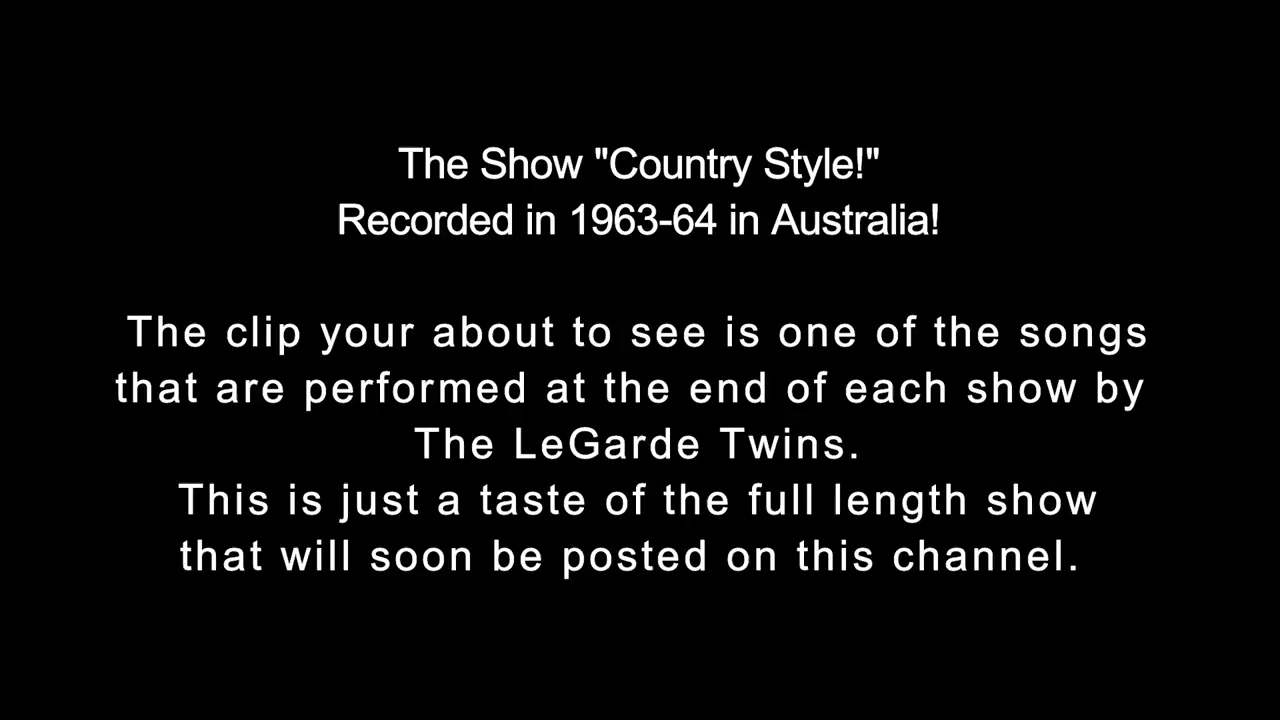 The Show "Country Style!"
Recorded in 1963-64 in Australia!
The clip your about to see is one of the songs
that are performed at the end of each show by
The LeGarde Twins.
This is just a taste of the full length show
that will soon be posted on this channel.